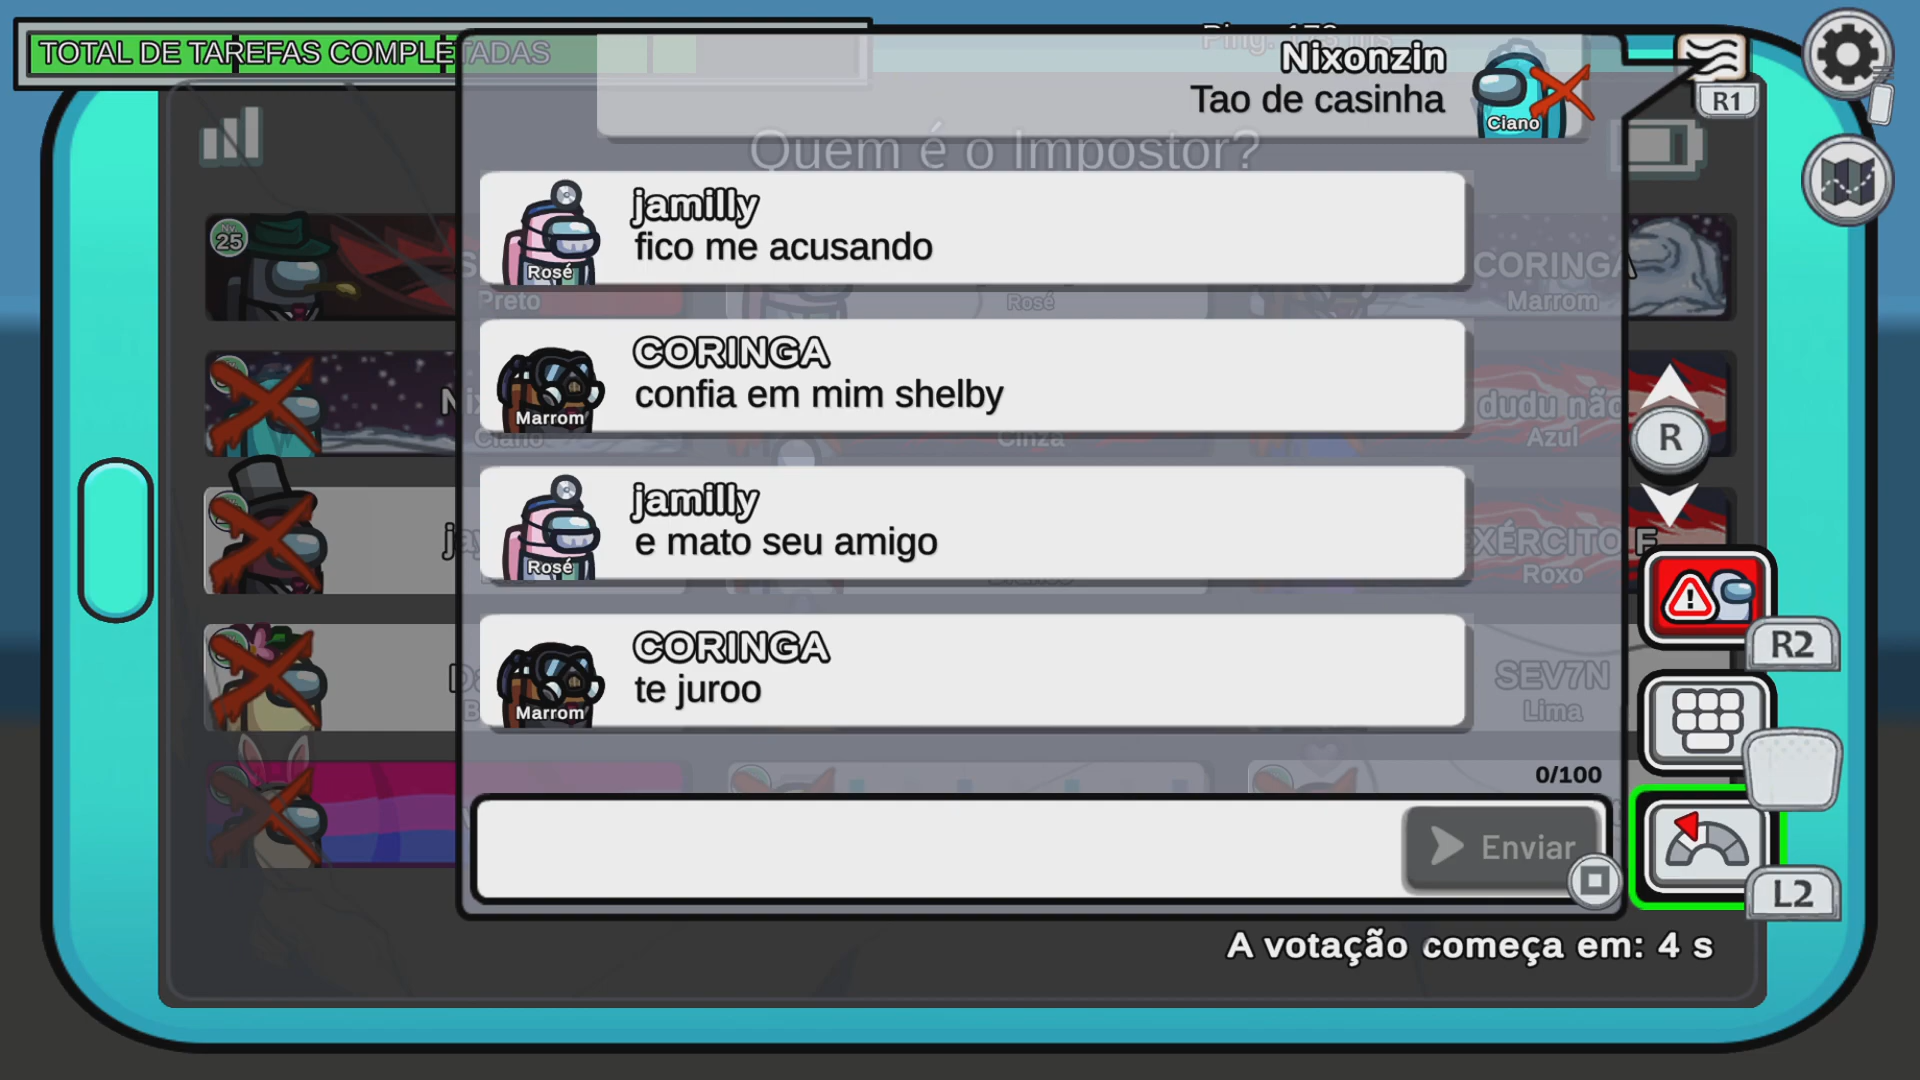 TOTAL DE TAREFAS COMPLETADAS
Nixonzin
Tao de casinha
Ciano
R1
Quem é o Impostor?
jamilly
fico me acusando
Rosé
Nv.
25
Preto
Rosé
CORINGA
Marrom
CORINGA
confia em mim shelby
Marrom
Ciano
Cinza
dudu não
Azul
R
jamilly
e mato seu amigo
Rosé
EXÉRCITO F
Roxo
R2
CORINGA
te juroo
Marrom
SEV7N
Lima
0/100
Enviar
L2
A votação começa em: 4 s